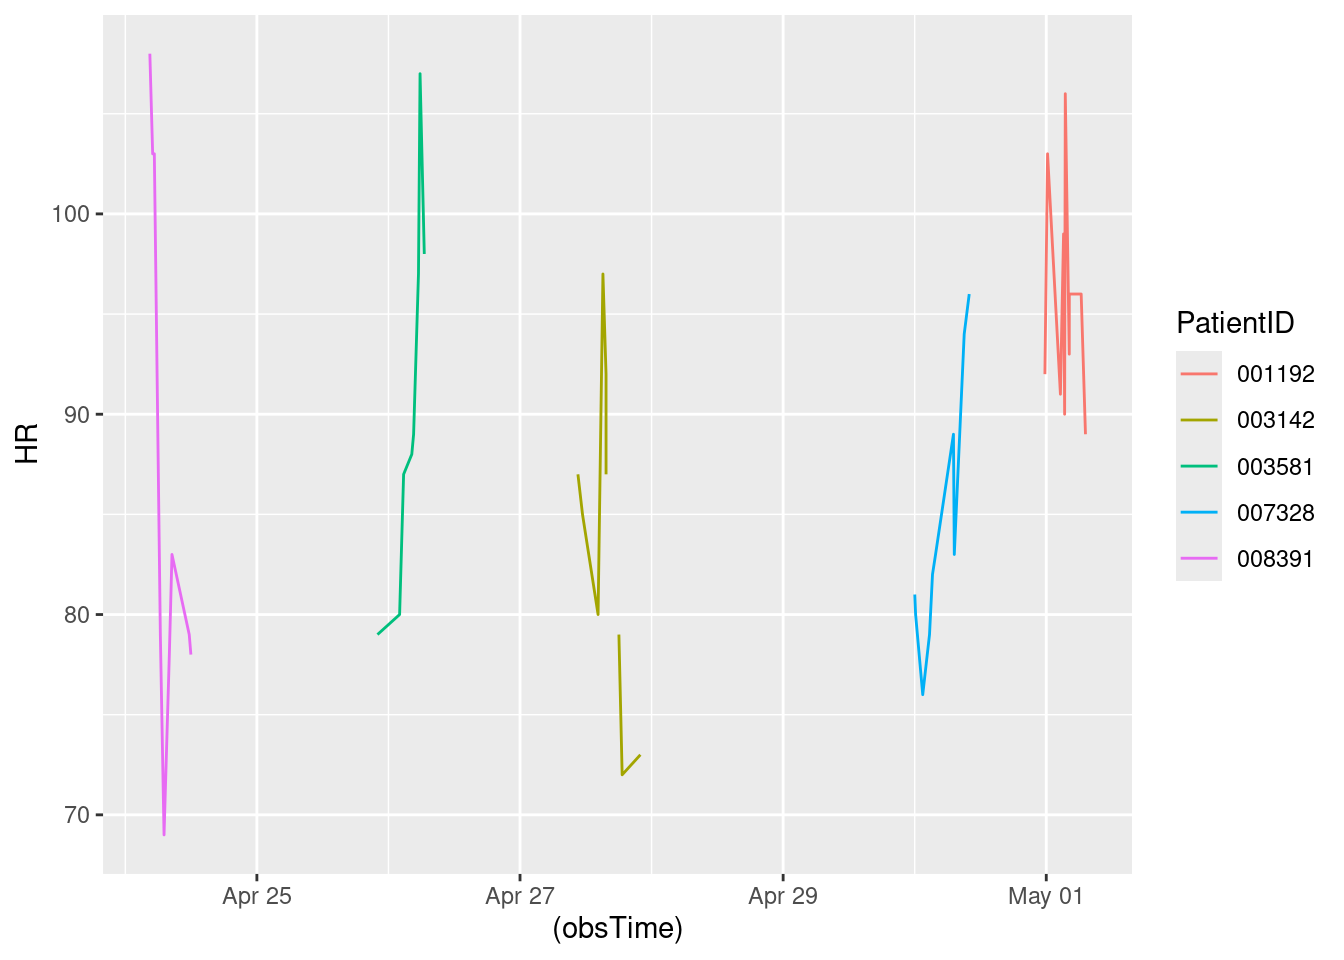 100
90
80
70
HR
Apr 25
Apr 27
Apr 29
May 01
(obsTime)
PatientID
001192
003142
003581
007328
008391